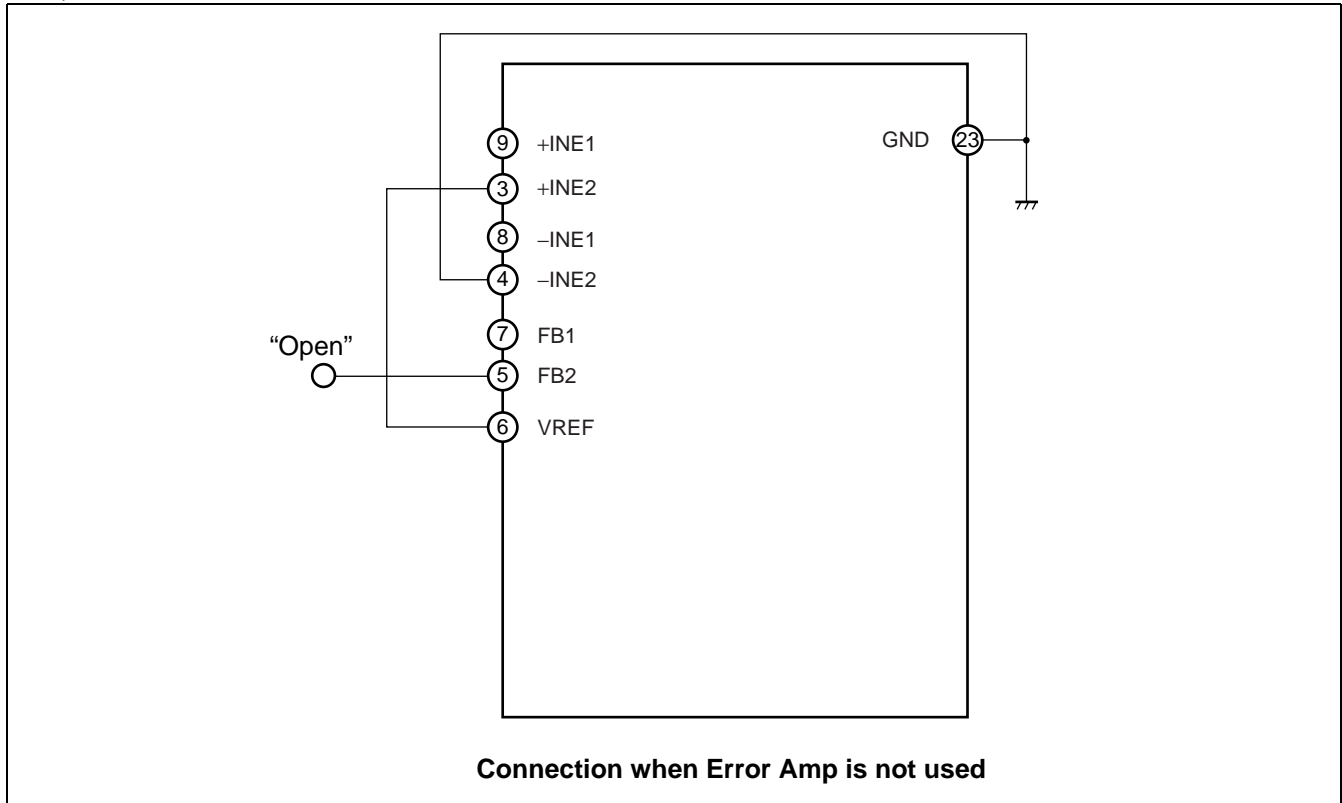 9 +INE1
GND 23
3 +INE2
8 −INE1
4 −INE2
7 FB1
"Open"
5 FB2
6 VREF
Connection when Error Amp is not used